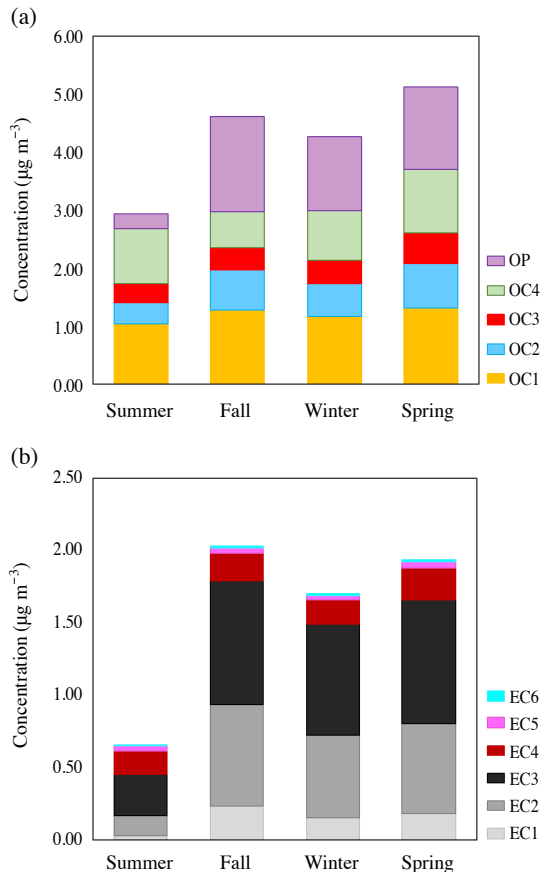 (a)
Concentration (µg m⁻³)
6.00
5.00
4.00
3.00
2.00
1.00
0.00
Summer Fall Winter Spring
OP
OC4
OC3
OC2
OC1
(b)
Concentration (µg m⁻³)
2.50
2.00
1.50
1.00
0.50
0.00
Summer Fall Winter Spring
EC6
EC5
EC4
EC3
EC2
EC1